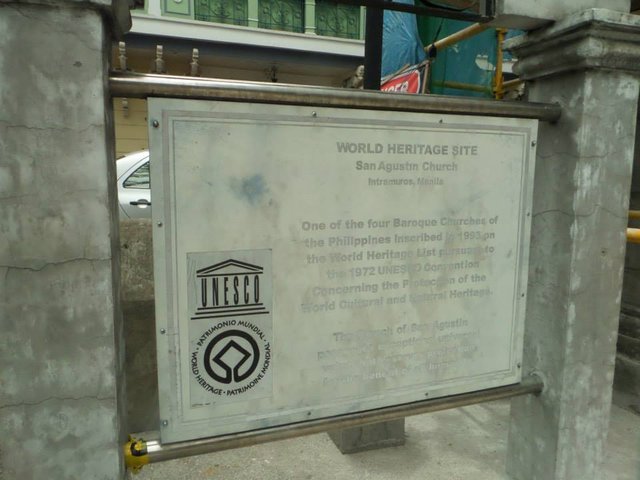 WORLD HERITAGE SITE
San Agustin Church
Intramuros, Manila
One of the four Baroque Churches of
the Philippines Inscribed in 1993 on
the World Heritage List pursuant to
the 1972 UNESCO Convention
Concerning the Protection of the
World Cultural and Natural Heritage.
The Church of San Agustin
UNESCO
PATRIMONIO MUNDIAL • WORLD HERITAGE • PATRIMOINE MONDIAL •